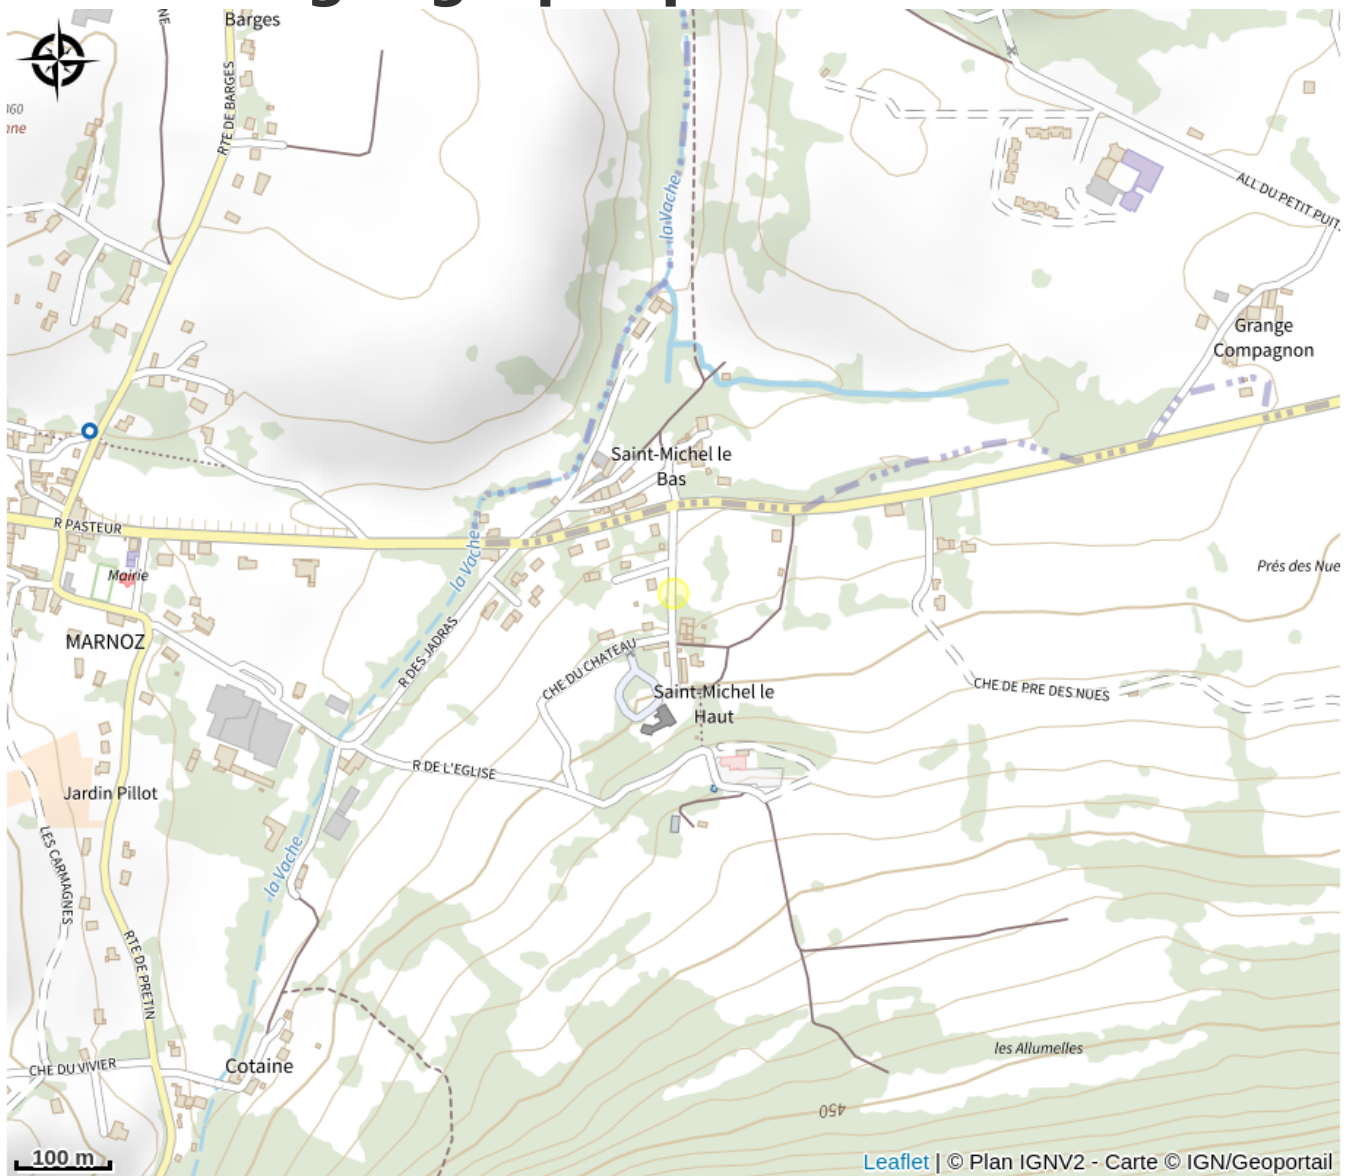 Barges
NE
RTE DE BARGES
360
nne
la Vache
ALL DU PETIT PUIT
Grange
Compagnon
Saint-Michel le
Bas
R PASTEUR
Mairie
MARNOZ
la Vache
R DES JADRAS
Prés des Nue
CHE DU CHATEAU
CHE DE PRE DES NUES
Saint-Michel le
Haut
R DE L'EGLISE
Jardin Pillot
LES CARMAGNES
la Vache
RTE DE PRETIN
les Allumelles
Cotaine
CHE DU VIVIER
450
100 m
Leaflet | © Plan IGNV2 - Carte © IGN/Geoportail